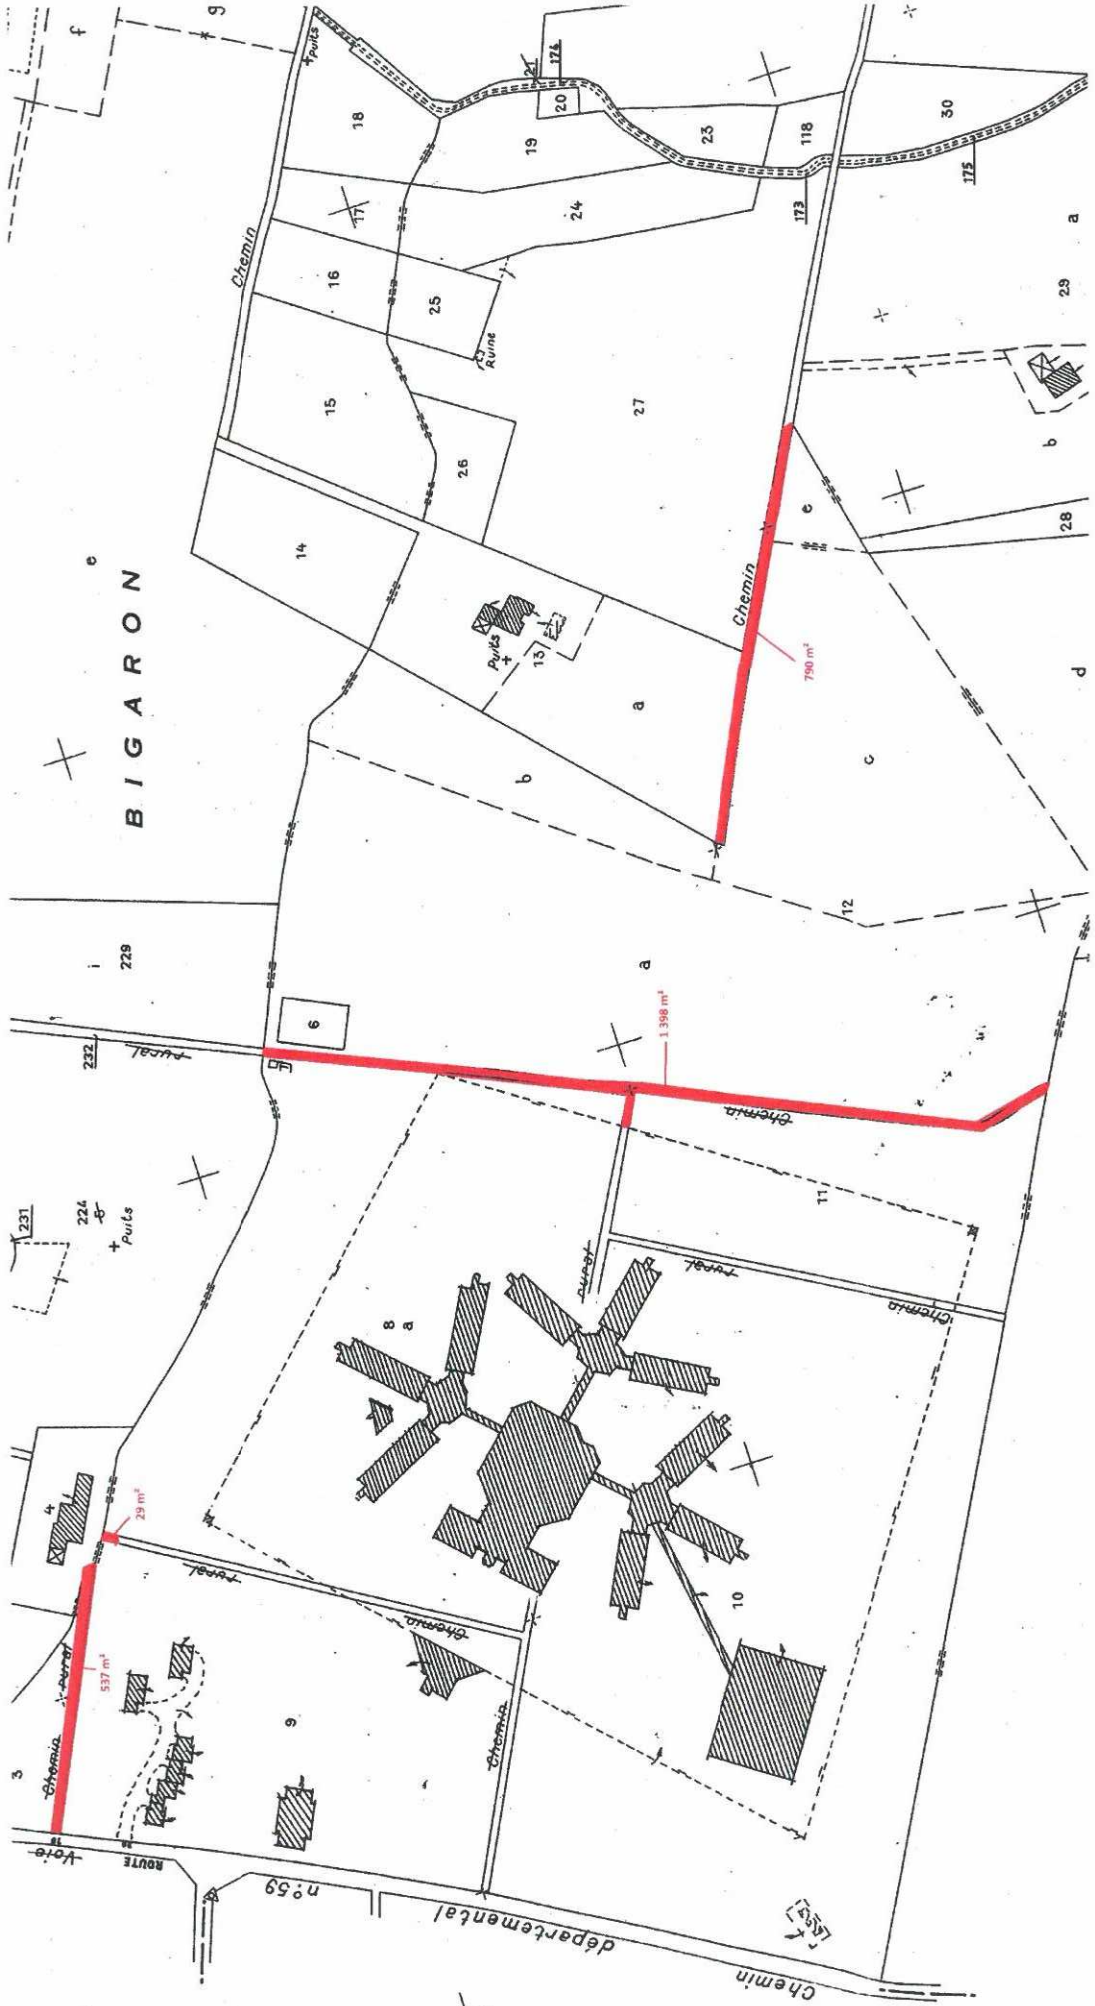 f
g
Puits
18
19
20
21
174
23
118
30
175
173
24
17
Chemin
16
25
Ruine
15
26
27
a
29
b
28
e
Chemin
790 m²
14
Puits
13
a
b
c
d
e
BIGARON
12
i
229
6
a
232
rural
7
1 398 m²
Chemin
11
231
224
Puits
rural
rural
Chemin
8
a
4
29 m²
rural
Chemin
10
3
Chemin
rural
537 m²
9
Chemin
Voie
ROUTE
n° 59
départemental
Chemin